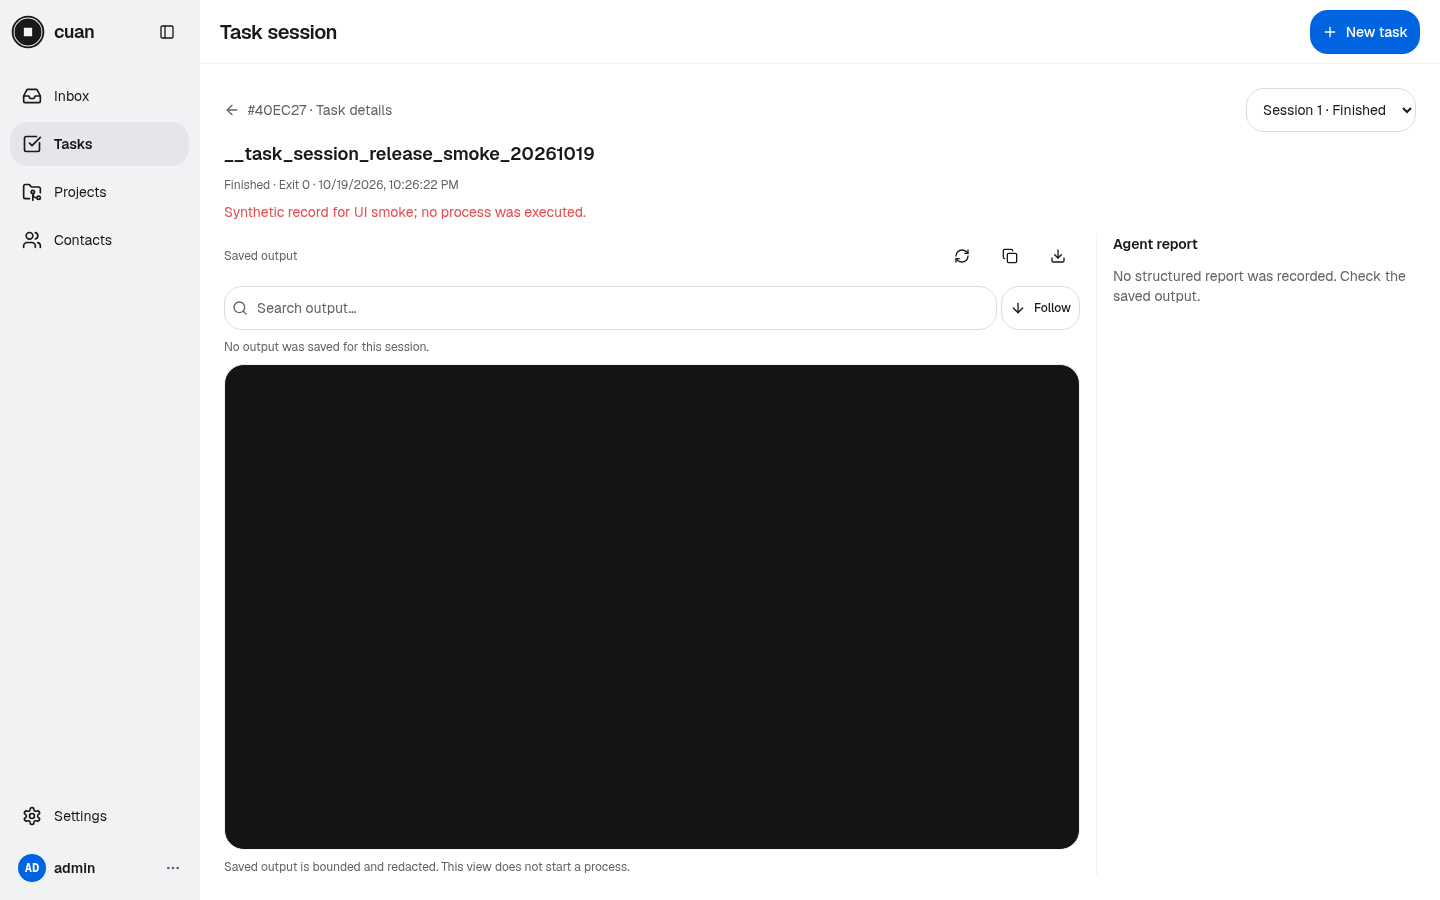 cuan
Inbox
Tasks
Projects
Contacts
Settings
AD
admin
Task session
New task
#40EC27 · Task details
Session 1 · Finished
__task_session_release_smoke_20261019
Finished · Exit 0 · 10/19/2026, 10:26:22 PM
Synthetic record for UI smoke; no process was executed.
Saved output
Search output…
Follow
No output was saved for this session.
Saved output is bounded and redacted. This view does not start a process.
Agent report
No structured report was recorded. Check the
saved output.